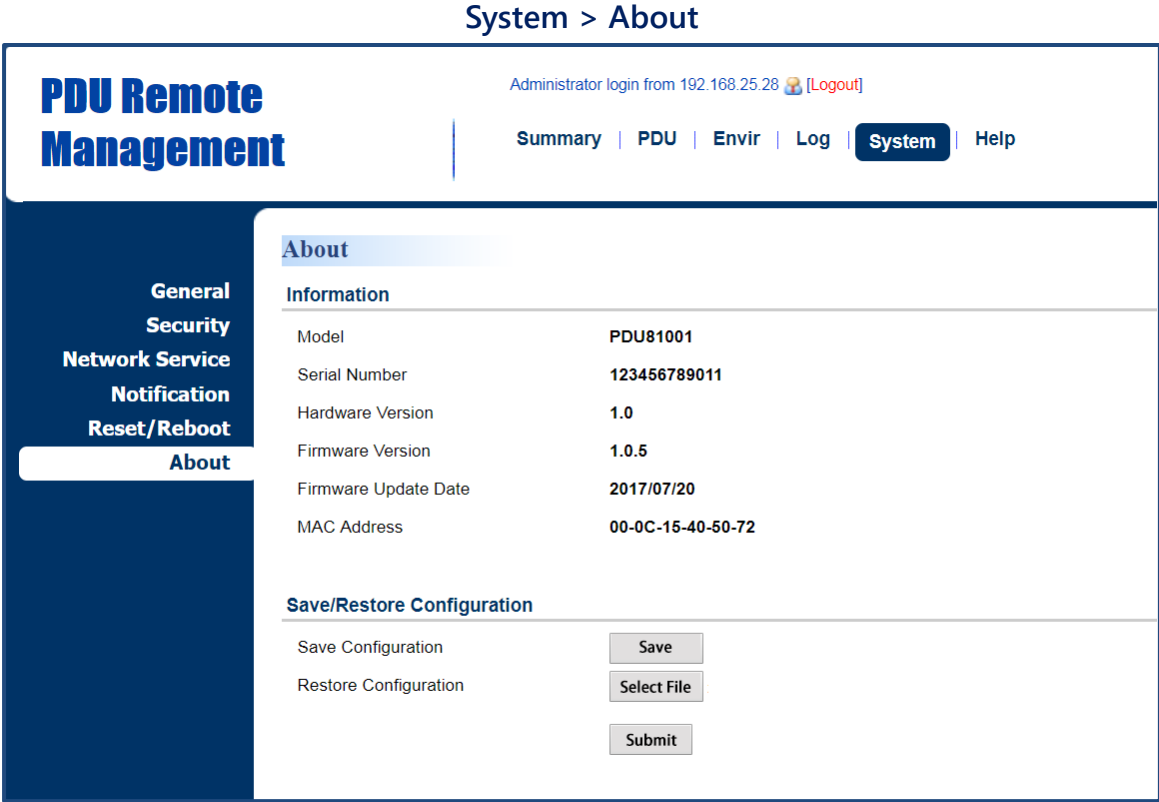 System > About
PDU Remote
Management
Administrator login from 192.168.25.28 [Logout]
Summary | PDU | Envir | Log | System | Help
General
Security
Network Service
Notification
Reset/Reboot
About
About
Information
Model PDU81001
Serial Number 123456789011
Hardware Version 1.0
Firmware Version 1.0.5
Firmware Update Date 2017/07/20
MAC Address 00-0C-15-40-50-72
Save/Restore Configuration
Save Configuration Save
Restore Configuration Select File
Submit